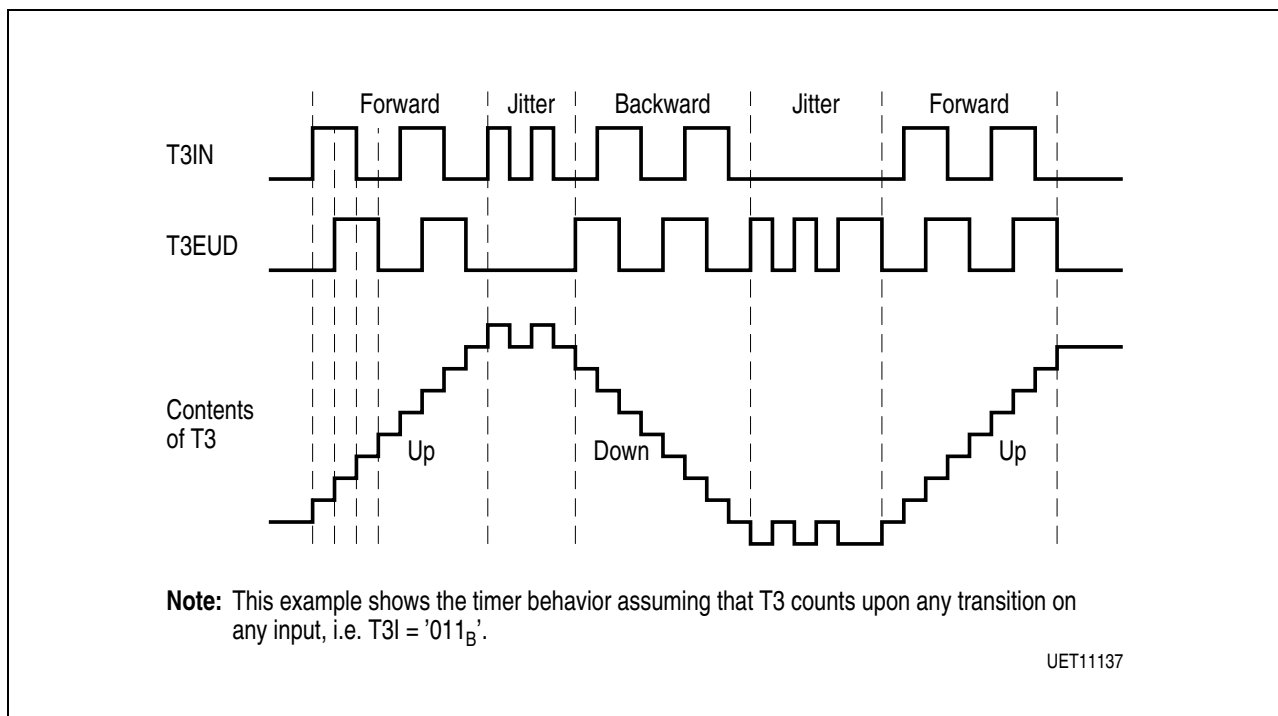 Forward Jitter Backward Jitter Forward
T3IN
T3EUD
Contents
of T3
Up Down Up
Note: This example shows the timer behavior assuming that T3 counts upon any transition on
any input, i.e. T3I = '011B'.
UET11137